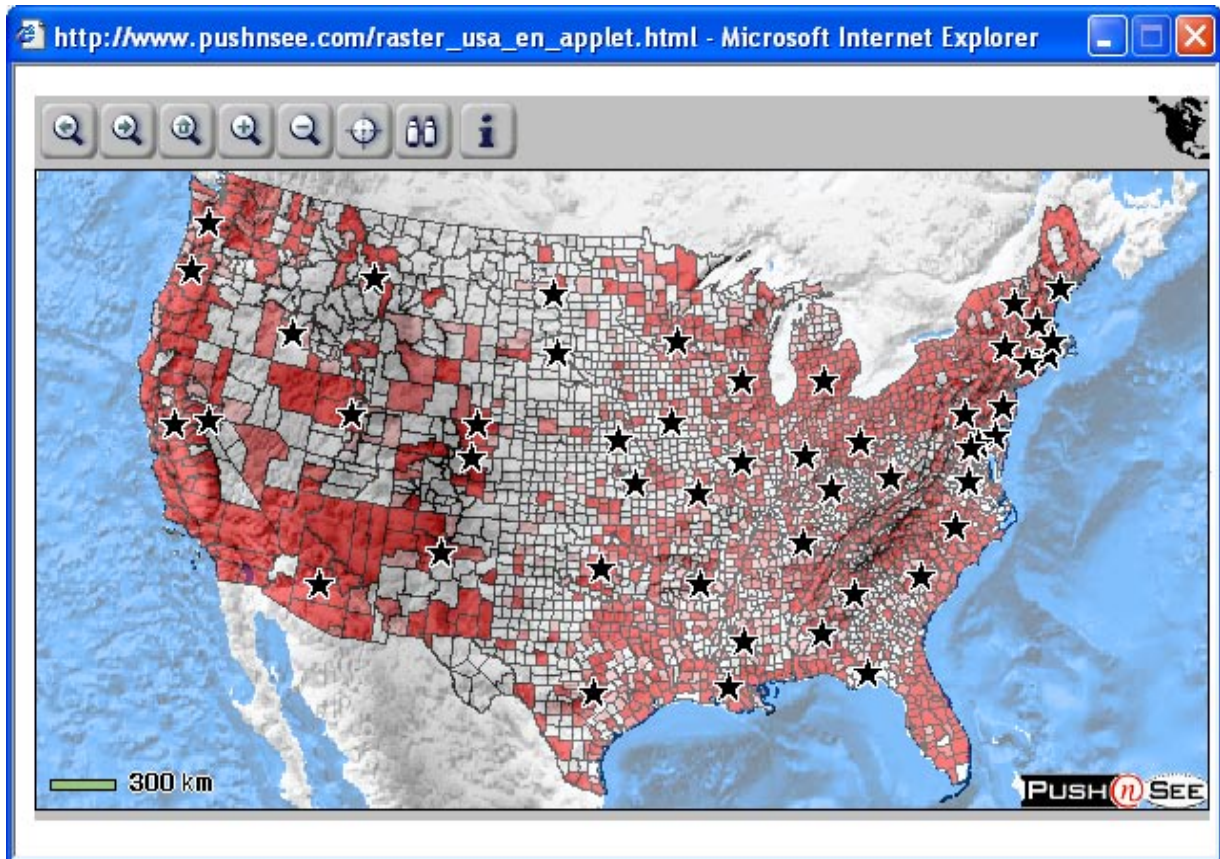 http://www.pushnsee.com/raster_usa_en_applet.html - Microsoft Internet Explorer
i
300 km
PUSH n SEE